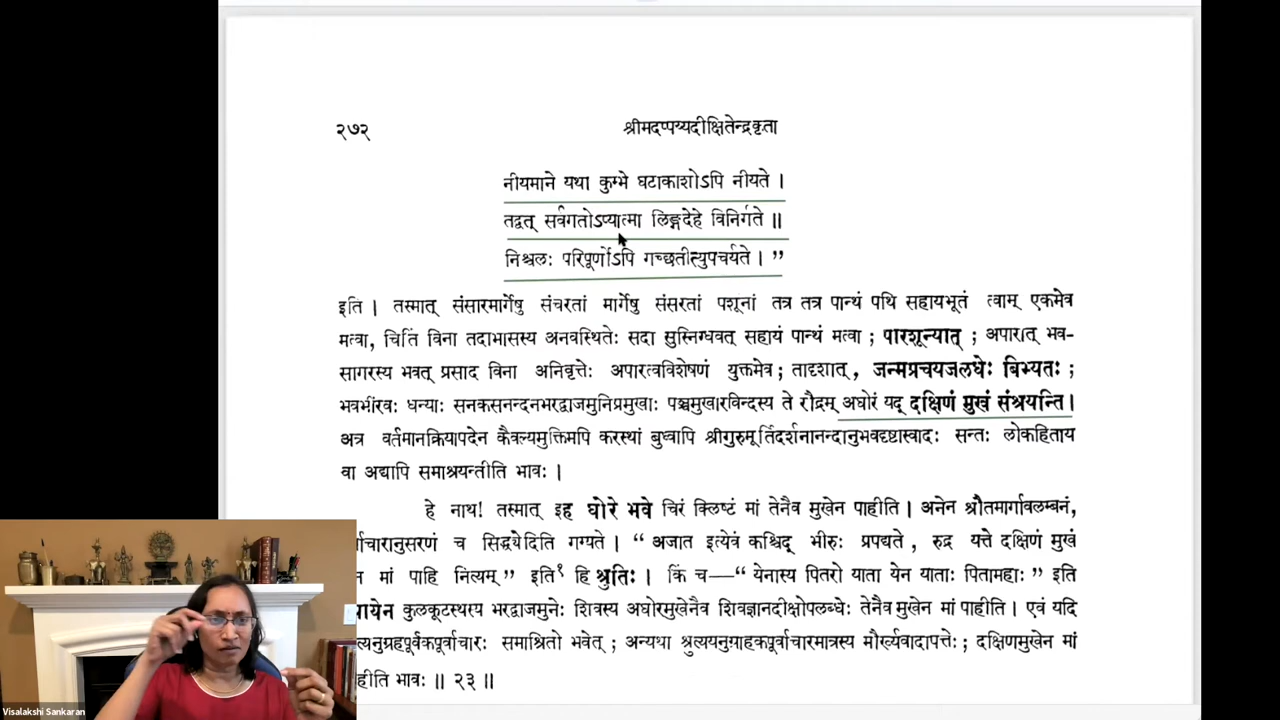 २७२ श्रीमदप्पय्यदीक्षितेन्द्रकृता
नीयमाने यथा कुम्भे घटाकाशोऽपि नीयते ।
तद्वत् सर्वगतोऽप्यात्मा लिङ्गदेहे विनिर्गते ॥
निश्चलः परिपूर्णोऽपि गच्छतीत्युपचर्यते । ”
इति । तस्मात् संसारमार्गेषु संचरतां मार्गेषु संसरतां पशूनां तत्र तत्र पान्थं पथि सहायभूतं त्वाम् एकमेव
मत्वा, चितिं विना तदाभासस्य अनवस्थितेः सदा सुस्निग्धवत् सहायं पान्थं मत्वा ; पारशून्यात् ; अपारात् भव-
सागरस्य भवत् प्रसाद विना अनिवृत्तेः अपारत्वविशेषणं युक्तमेव ; तादृशात् , जन्मप्रचयजलधेः बिभ्यतः ;
भवभीरवः धन्याः सनकसनन्दनभरद्वाजमुनिप्रमुखाः पञ्चमुखारविन्दस्य ते रौद्रम् अघोरं यद् दक्षिणं मुखं संश्रयन्ति ।
अत्र वर्तमानक्रियापदेन कैवल्यमुक्तिमपि करस्थां बुध्वापि श्रीगुरुमूर्तिदर्शनानन्दानुभवदृष्टास्वादः सन्तः लोकहिताय
वा अद्यापि समाश्रयन्तीति भावः ।
हे नाथ! तस्मात् इह घोरे भवे चिरं क्लिष्टं मां तेनैव मुखेन पाहीति । अनेन श्रौतमार्गावलम्बनं,
र्वाचारानुसरणं च सिद्धयेदिति गम्यते । “ अजात इत्येवं कश्चिद् भीरुः प्रपद्यते , रुद्र यत्ते दक्षिणं मुखं
न मां पाहि नित्यम् ” इति१ हि श्रुतिः । किं च—“ येनास्य पितरो याता येन याताः पितामहाः ” इति
ायेन कुलकूटस्थस्य भरद्वाजमुनेः शिवस्य अघोरमुखेनैव शिवज्ञानदीक्षोपलब्धेः तेनैव मुखेन मां पाहीति । एवं यदि
त्यनुग्रहपूर्वकपूर्वाचारः समाश्रितो भवेत् ; अन्यथा श्रुत्ययनुग्राहकपूर्वाचारमात्रस्य मौर्ख्यवादापत्तेः ; दक्षिणमुखेन मां
हीति भावः ॥ २३ ॥
Visalakshi Sankaran